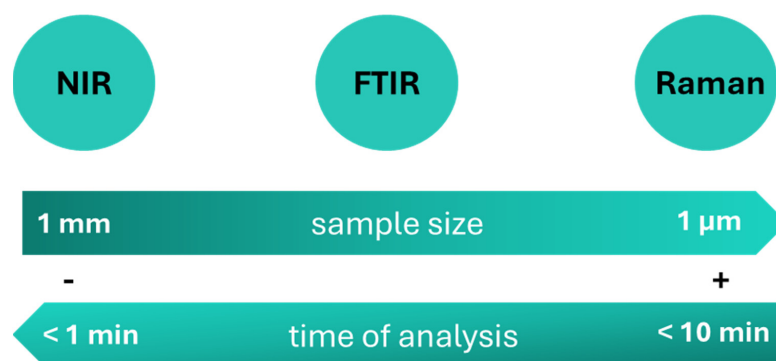 NIR FTIR Raman
1 mm sample size 1 µm
- +
< 1 min time of analysis < 10 min